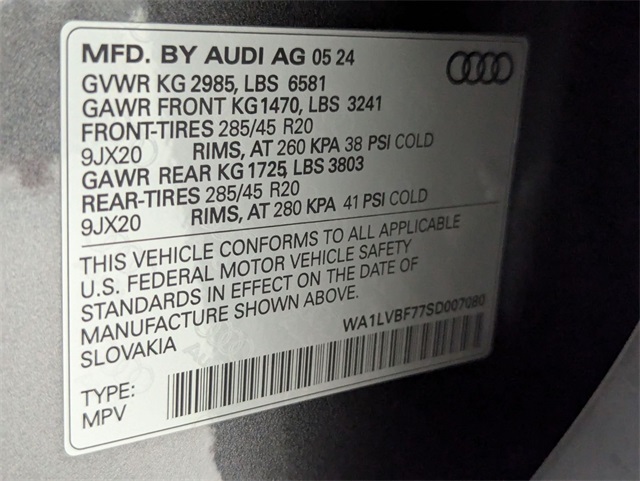 MFD. BY AUDI AG 05 24
GVWR KG 2985, LBS 6581
GAWR FRONT KG 1470, LBS 3241
FRONT-TIRES 285/45 R20
9JX20 RIMS, AT 260 KPA 38 PSI COLD
GAWR REAR KG 1725, LBS 3803
REAR-TIRES 285/45 R20
9JX20 RIMS, AT 280 KPA 41 PSI COLD
THIS VEHICLE CONFORMS TO ALL APPLICABLE
U.S. FEDERAL MOTOR VEHICLE SAFETY
STANDARDS IN EFFECT ON THE DATE OF
MANUFACTURE SHOWN ABOVE.
SLOVAKIA
WA1LVBF77SD007080
TYPE:
MPV